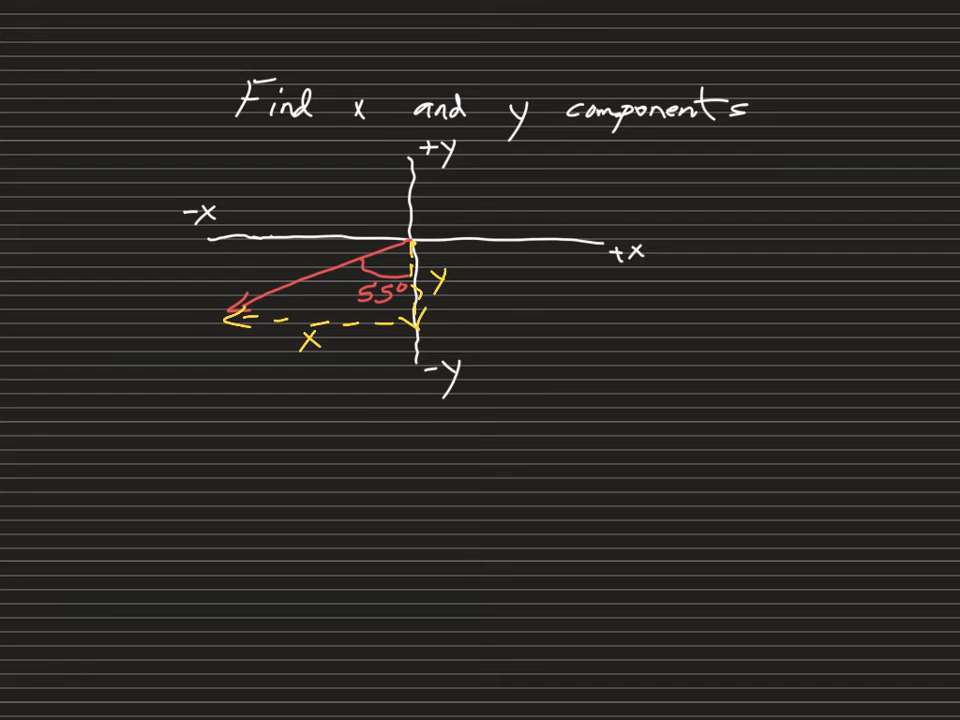 Find x and y components
+y
-x
+x
55°
y
x
-y